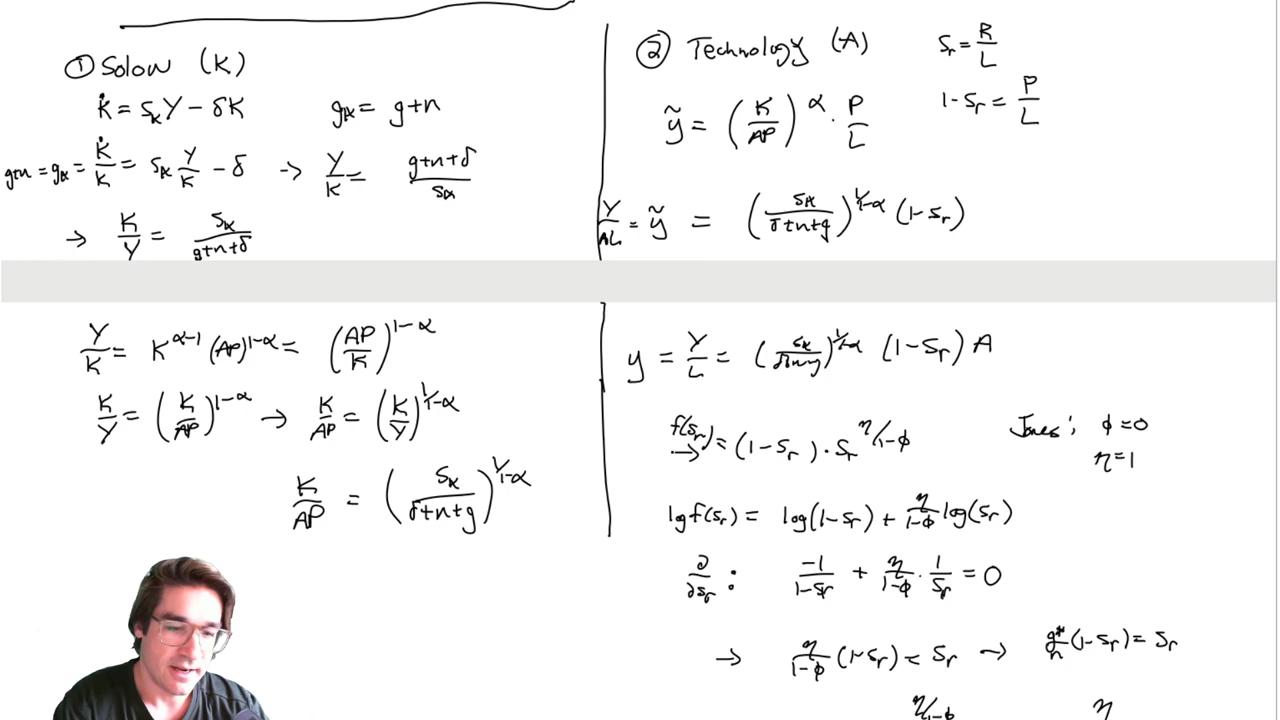 ① Solow (K)
K̇ = s_K Y − δK    g_K = g+n
g+n = g_K = K̇/K = s_K Y/K − δ → Y/K = (g+n+δ)/s_K
→ K/Y = s_K/(g+n+δ)
Y/K = K^(α−1) (AP)^(1−α) = (AP/K)^(1−α)
K/Y = (K/AP)^(1−α) → K/AP = (K/Y)^(1/1−α)
K/AP = (s_K/(δ+n+g))^(1/1−α)
② Technology (A)    s_r = R/L
1−s_r = P/L
ỹ = (K/AP)^α · P/L
Y/AL = ỹ = (s_K/(δ+n+g))^(1/1−α) (1−s_r)
y = Y/L = (s_K/(δ+n+g))^(1/1−α) (1−s_r) A
f(s_r) = (1−s_r) · s_r^(η/1−ϕ)    Jones: ϕ=0
→    η=1
log f(s_r) = log(1−s_r) + η/(1−ϕ) log(s_r)
∂/∂s_r : −1/(1−s_r) + η/(1−ϕ) · 1/s_r = 0
→ η/(1−ϕ) (1−s_r) = s_r → g*/n (1−s_r) = s_r
η/1−ϕ    η